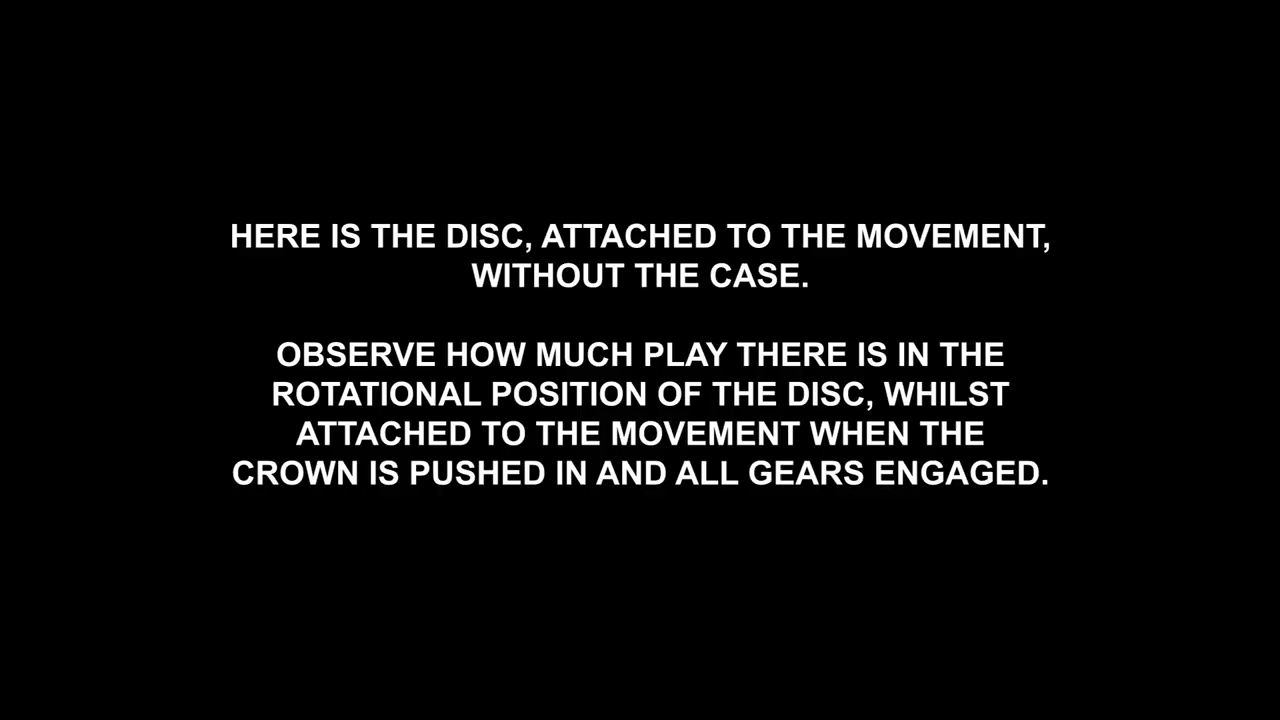 HERE IS THE DISC, ATTACHED TO THE MOVEMENT,
WITHOUT THE CASE.
OBSERVE HOW MUCH PLAY THERE IS IN THE
ROTATIONAL POSITION OF THE DISC, WHILST
ATTACHED TO THE MOVEMENT WHEN THE
CROWN IS PUSHED IN AND ALL GEARS ENGAGED.